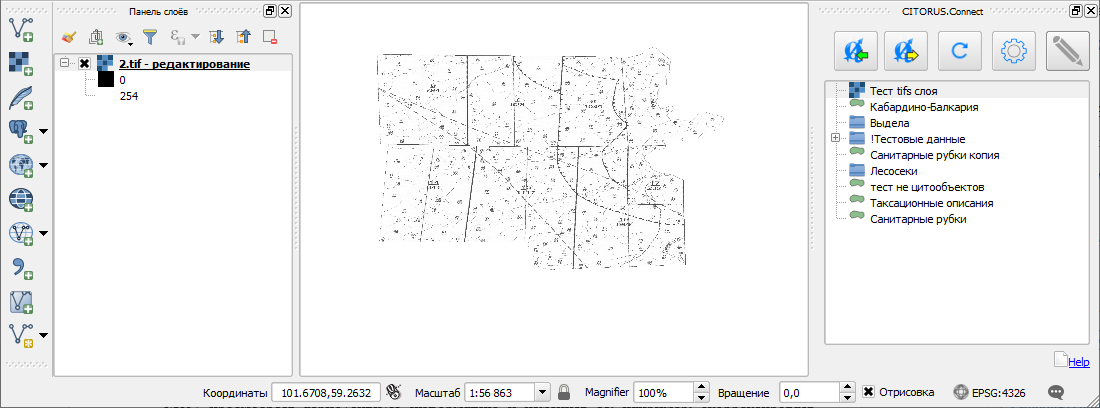 Панель слоёв
2.tif - редактирование
0
254
CITORUS.Connect
Тест tifs слоя
Кабардино-Балкария
Выдела
!Тестовые данные
Санитарные рубки копия
Лесосеки
тест не цитообъектов
Таксационные описания
Санитарные рубки
Help
Координаты 101.6708,59.2632 Масштаб 1:56 863 Magnifier 100% Вращение 0,0 Отрисовка EPSG:4326